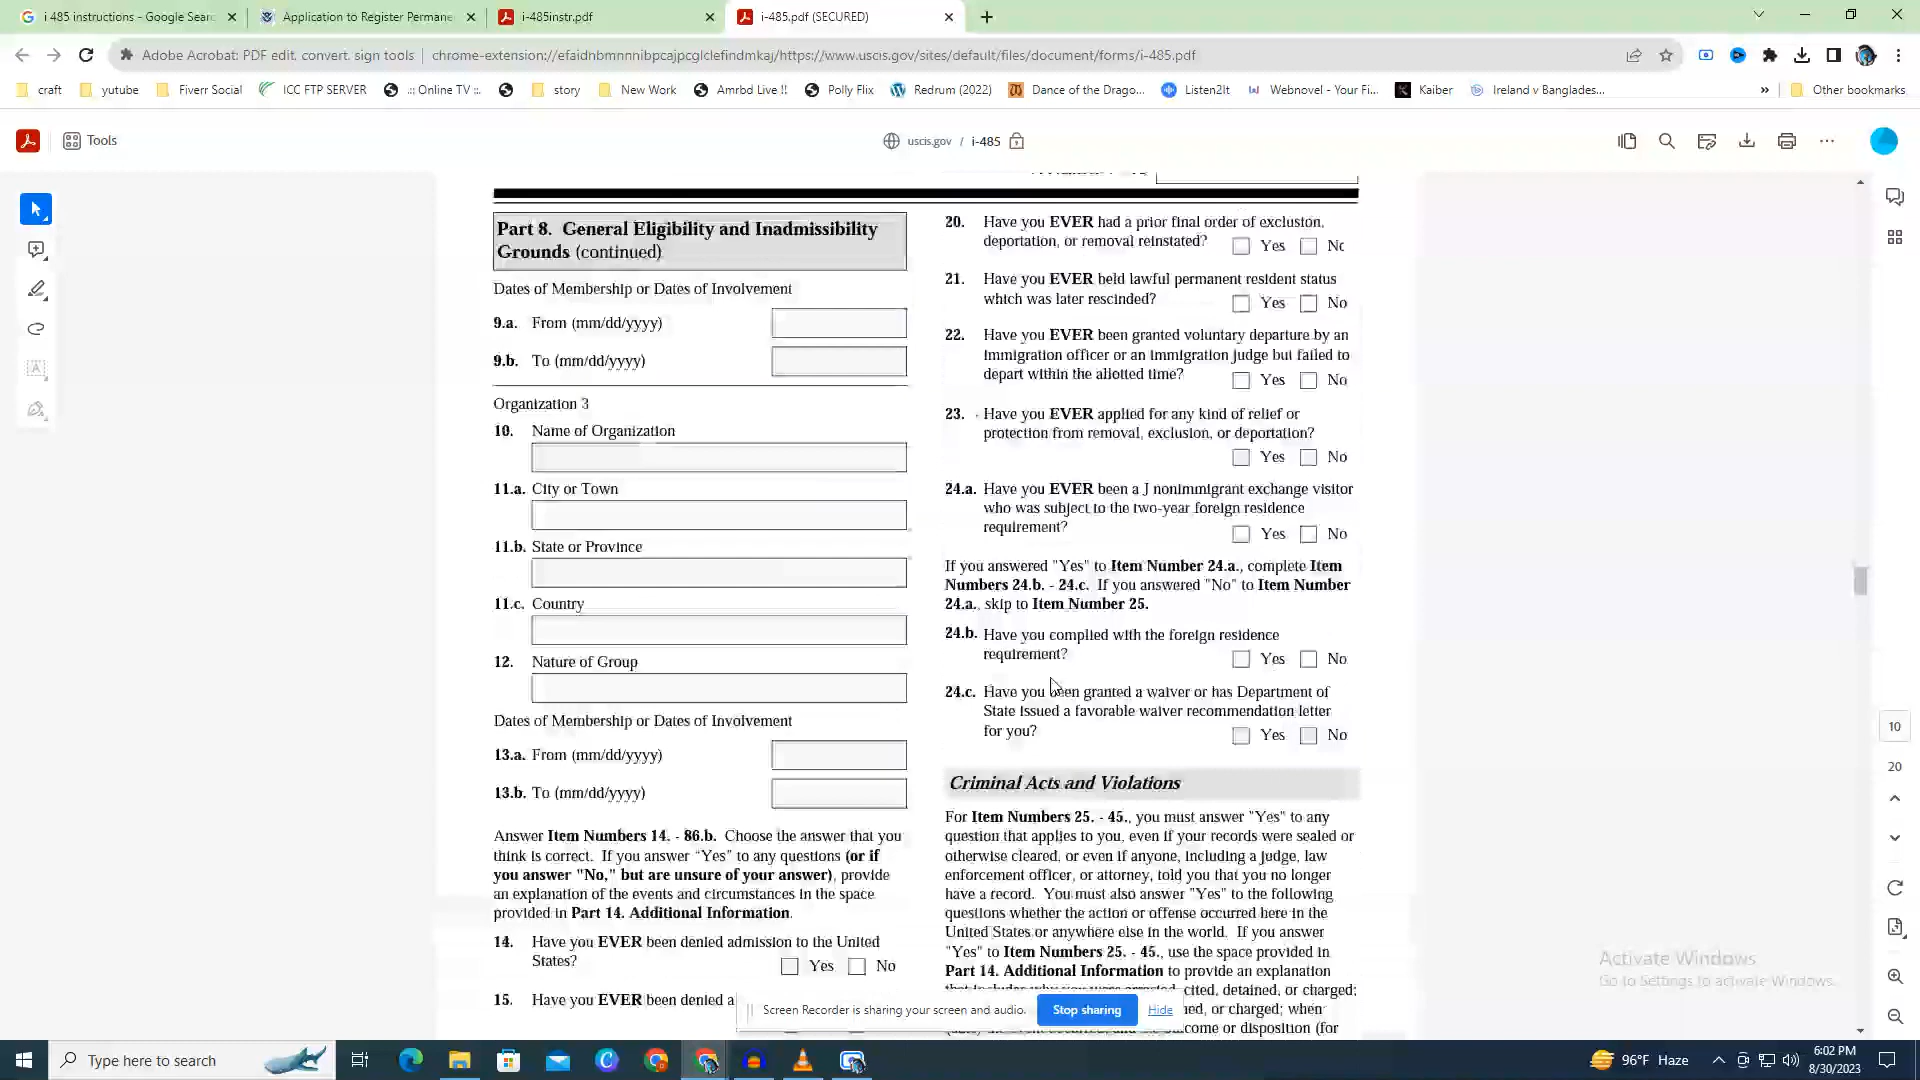 i 485 instructions - Google Sear
Application to Register Permane
i-485instr.pdf
i-485.pdf (SECURED)
Adobe Acrobat: PDF edit, convert, sign tools
chrome-extension://efaidnbmnnnibpcajpcglclefindmkaj/https://www.uscis.gov/sites/default/files/document/forms/i-485.pdf
craft
yutube
Fiverr Social
ICC FTP SERVER
.:: Online TV ::.
story
New Work
Amrbd Live !!
Polly Flix
Redrum (2022)
Dance of the Drago...
Listen2It
Webnovel - Your Fi...
Kaiber
Ireland v Banglades...
»
Other bookmarks
Tools
uscis.gov / i-485
Part 8. General Eligibility and Inadmissibility
Grounds (continued)
Dates of Membership or Dates of Involvement
9.a. From (mm/dd/yyyy)
9.b. To (mm/dd/yyyy)
Organization 3
10. Name of Organization
11.a. City or Town
11.b. State or Province
11.c. Country
12. Nature of Group
Dates of Membership or Dates of Involvement
13.a. From (mm/dd/yyyy)
13.b. To (mm/dd/yyyy)
Answer Item Numbers 14. - 86.b. Choose the answer that you
think is correct. If you answer "Yes" to any questions (or if
you answer "No," but are unsure of your answer), provide
an explanation of the events and circumstances in the space
provided in Part 14. Additional Information.
14. Have you EVER been denied admission to the United
States?
Yes No
15. Have you EVER been denied a
20. Have you EVER had a prior final order of exclusion,
deportation, or removal reinstated?
Yes No
21. Have you EVER held lawful permanent resident status
which was later rescinded?
Yes No
22. Have you EVER been granted voluntary departure by an
immigration officer or an immigration judge but failed to
depart within the allotted time?
Yes No
23. Have you EVER applied for any kind of relief or
protection from removal, exclusion, or deportation?
Yes No
24.a. Have you EVER been a J nonimmigrant exchange visitor
who was subject to the two-year foreign residence
requirement?
Yes No
If you answered "Yes" to Item Number 24.a., complete Item
Numbers 24.b. - 24.c. If you answered "No" to Item Number
24.a., skip to Item Number 25.
24.b. Have you complied with the foreign residence
requirement?
Yes No
24.c. Have you been granted a waiver or has Department of
State issued a favorable waiver recommendation letter
for you?
Yes No
Criminal Acts and Violations
For Item Numbers 25. - 45., you must answer "Yes" to any
question that applies to you, even if your records were sealed or
otherwise cleared, or even if anyone, including a judge, law
enforcement officer, or attorney, told you that you no longer
have a record. You must also answer "Yes" to the following
questions whether the action or offense occurred here in the
United States or anywhere else in the world. If you answer
"Yes" to Item Numbers 25. - 45., use the space provided in
Part 14. Additional Information to provide an explanation
cited, detained, or charged;
ned, or charged; when
come or disposition (for
10
20
Activate Windows
Go to Settings to activate Windows.
Screen Recorder is sharing your screen and audio.
Stop sharing
Hide
Type here to search
96°F Haze
6:02 PM
8/30/2023